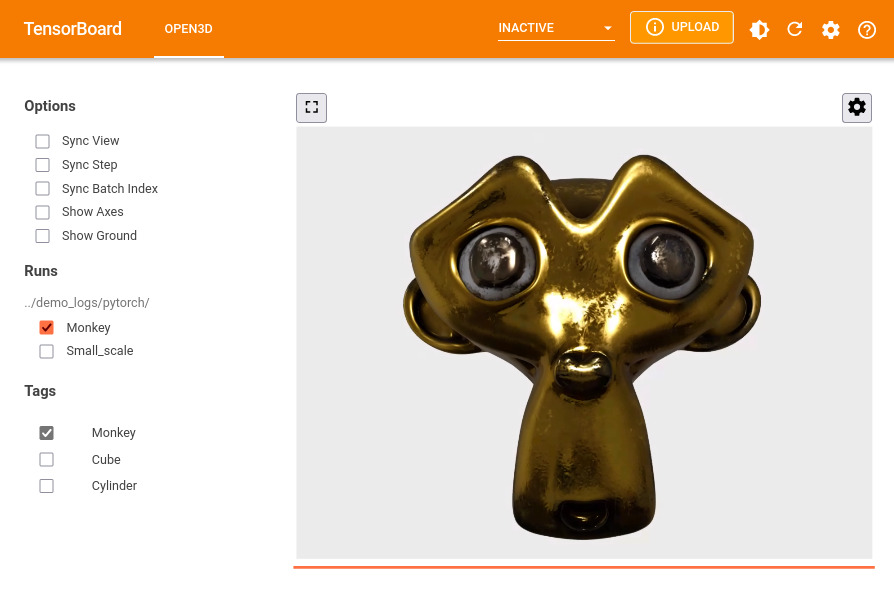 TensorBoard
OPEN3D
INACTIVE
UPLOAD
Options
Sync View
Sync Step
Sync Batch Index
Show Axes
Show Ground
Runs
../demo_logs/pytorch/
Monkey
Small_scale
Tags
Monkey
Cube
Cylinder